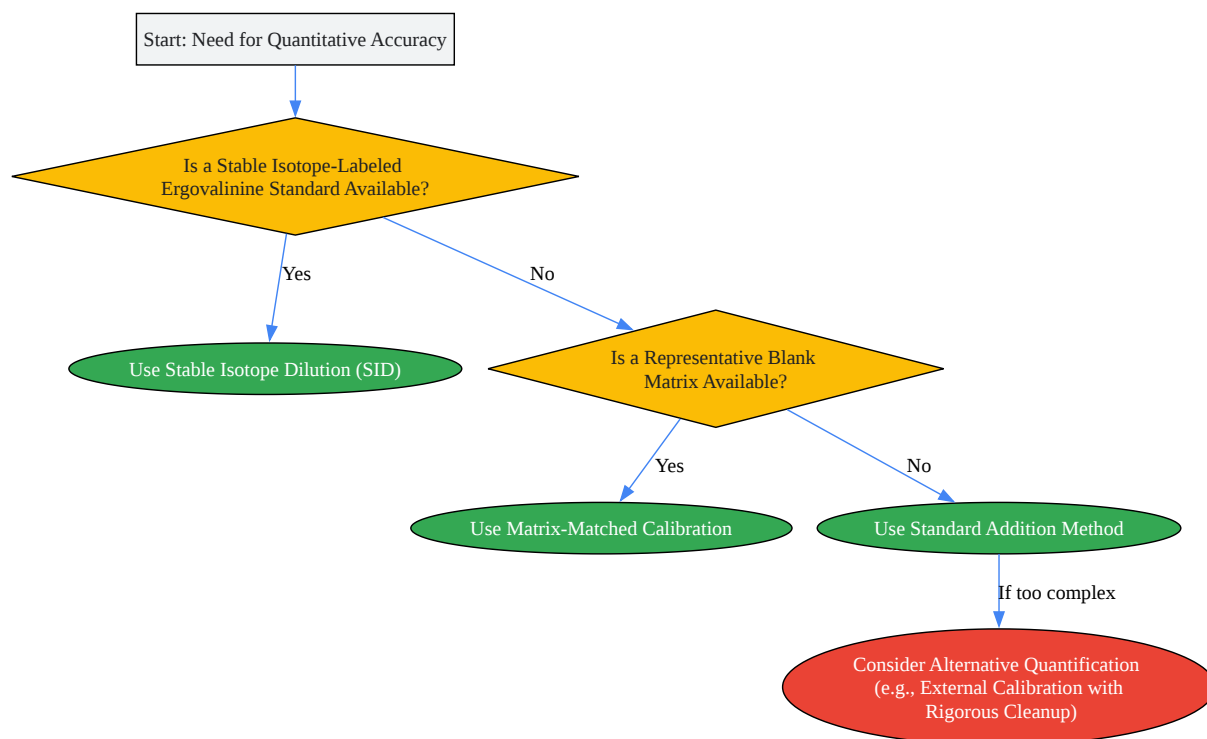 Start: Need for Quantitative Accuracy
Is a Stable Isotope-Labeled
Ergovalinine Standard Available?
Yes
No
Use Stable Isotope Dilution (SID)
Is a Representative Blank
Matrix Available?
Yes
No
Use Matrix-Matched Calibration
Use Standard Addition Method
If too complex
Consider Alternative Quantification
(e.g., External Calibration with
Rigorous Cleanup)